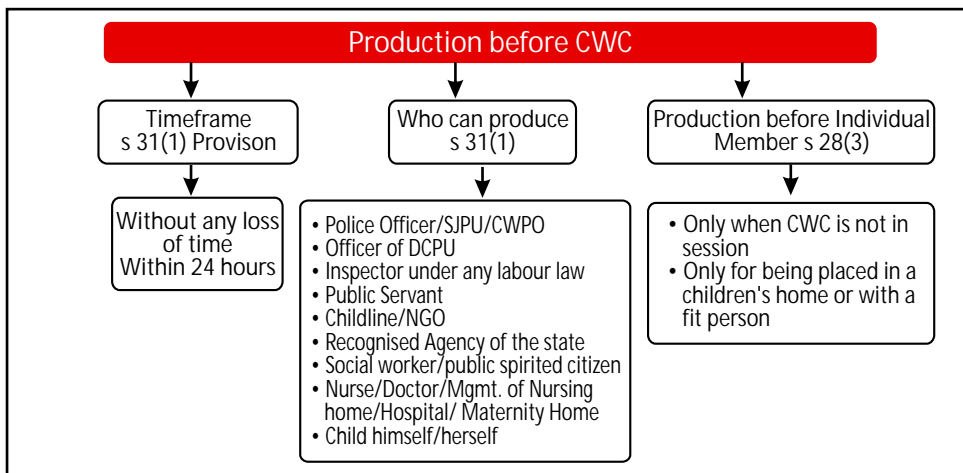 Production before CWC
Timeframe
s 31(1) Provison
Without any loss
of time
Within 24 hours
Who can produce
s 31(1)
• Police Officer/SJPU/CWPO
• Officer of DCPU
• Inspector under any labour law
• Public Servant
• Childline/NGO
• Recognised Agency of the state
• Social worker/public spirited citizen
• Nurse/Doctor/Mgmt. of Nursing
home/Hospital/ Maternity Home
• Child himself/herself
Production before Individual
Member s 28(3)
• Only when CWC is not in
session
• Only for being placed in a
children's home or with a
fit person